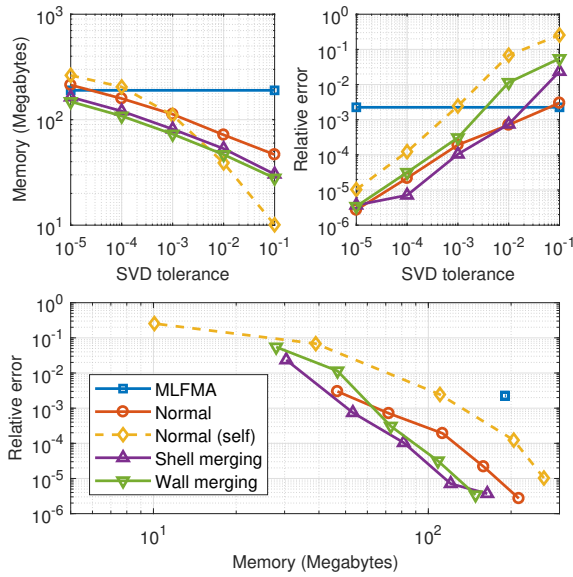 10^3
10^2
10^1
Memory (Megabytes)
10^-5 10^-4 10^-3 10^-2 10^-1
SVD tolerance
10^0
10^-1
10^-2
10^-3
10^-4
10^-5
10^-6
Relative error
10^-5 10^-4 10^-3 10^-2 10^-1
SVD tolerance
10^0
10^-1
10^-2
10^-3
10^-4
10^-5
10^-6
Relative error
MLFMA
Normal
Normal (self)
Shell merging
Wall merging
10^1 10^2
Memory (Megabytes)